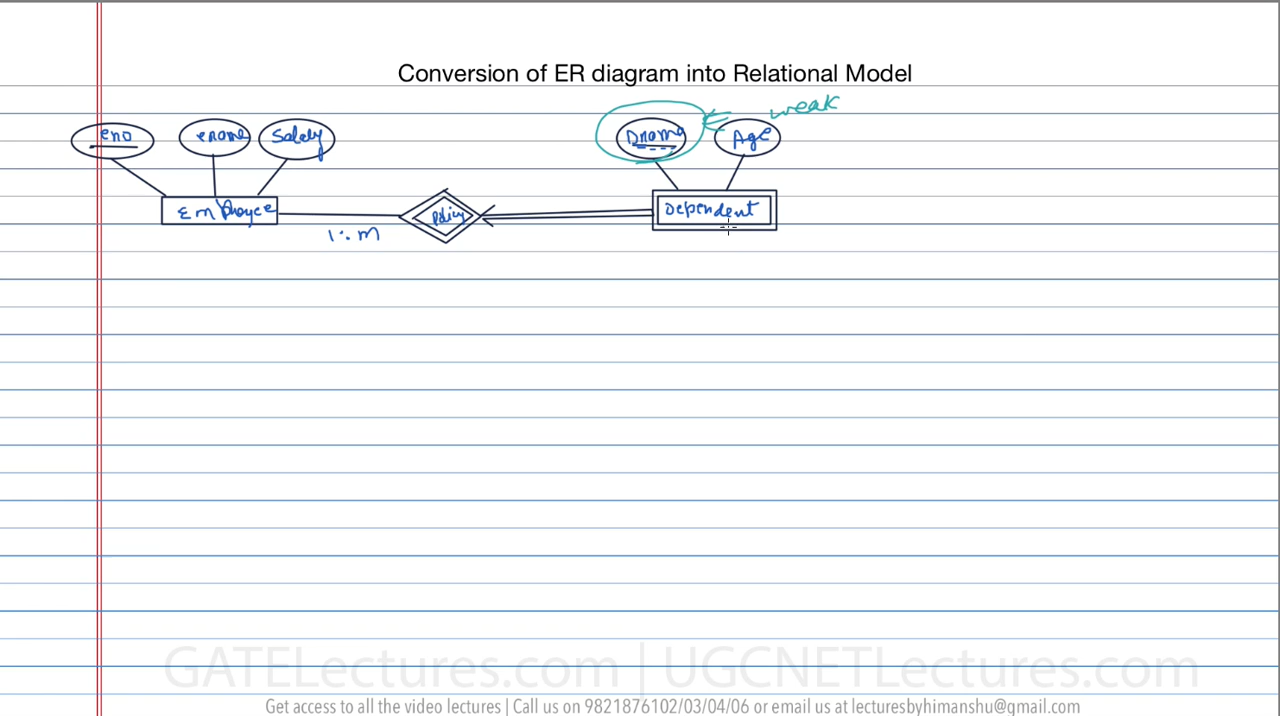 Conversion of ER diagram into Relational Model
weak
eno ename Salary Dname Age
Employee Policy Dependent
1:m
GATELectures.com | UGCNETLectures.com
Get access to all the video lectures | Call us on 9821876102/03/04/06 or email us at lecturesbyhimanshu@gmail.com